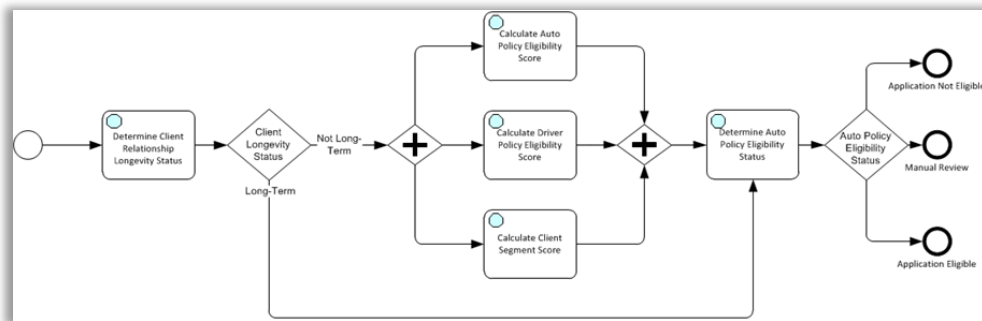 Determine Client
Relationship
Longevity Status
Client
Longevity
Status
Not Long-
Term
Long-Term
Calculate Auto
Policy Eligibility
Score
Calculate Driver
Policy Eligibility
Score
Calculate Client
Segment Score
Determine Auto
Policy Eligibility
Status
Auto Policy
Eligibility
Status
Application Not Eligible
Manual Review
Application Eligible